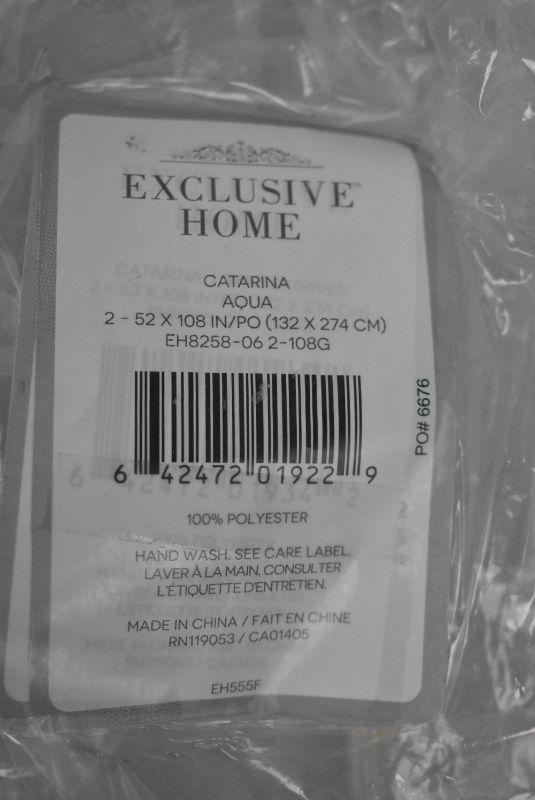 EXCLUSIVE™
HOME
CATARINA
AQUA
2 - 52 X 108 IN/PO (132 X 274 CM)
EH8258-06 2-108G
6 42472 01922 9
PO# 6676
100% POLYESTER
HAND WASH. SEE CARE LABEL.
LAVER À LA MAIN. CONSULTER
L'ÉTIQUETTE D'ENTRETIEN.
MADE IN CHINA / FAIT EN CHINE
RN119053 / CA01405
EH555F